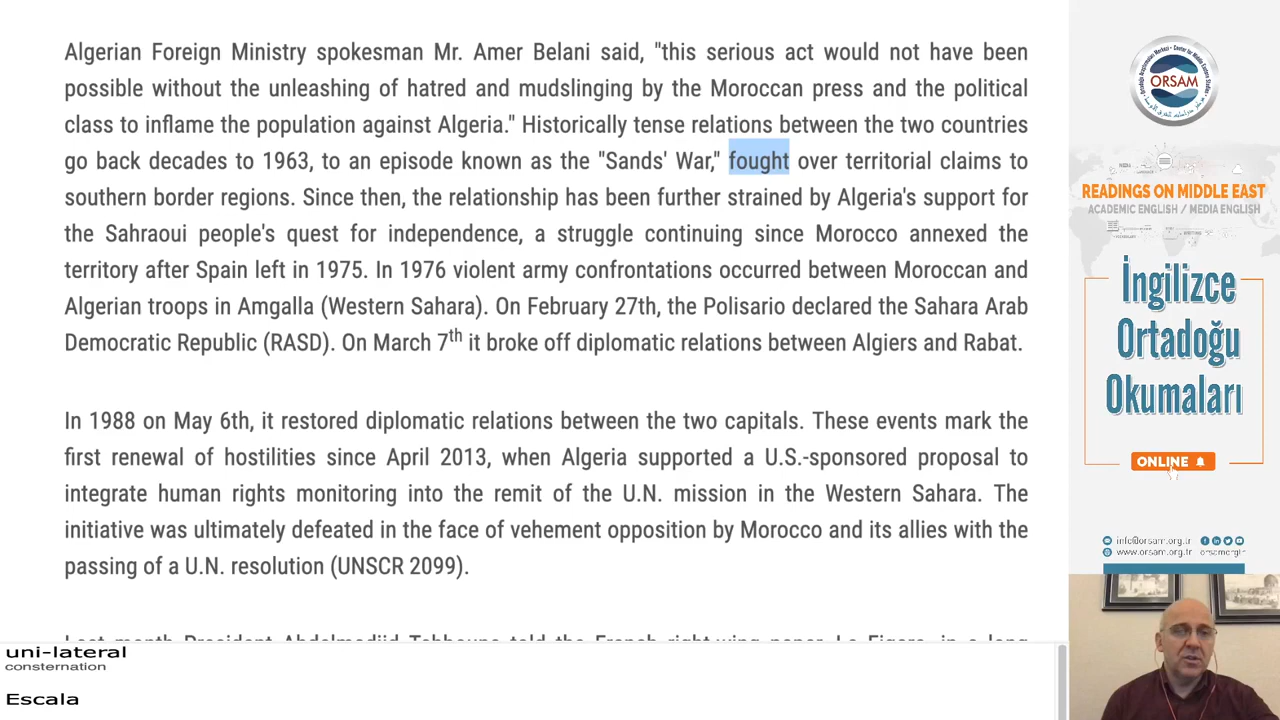 Algerian Foreign Ministry spokesman Mr. Amer Belani said, "this serious act would not have been
possible without the unleashing of hatred and mudslinging by the Moroccan press and the political
class to inflame the population against Algeria." Historically tense relations between the two countries
go back decades to 1963, to an episode known as the "Sands' War," fought over territorial claims to
southern border regions. Since then, the relationship has been further strained by Algeria's support for
the Sahraoui people's quest for independence, a struggle continuing since Morocco annexed the
territory after Spain left in 1975. In 1976 violent army confrontations occurred between Moroccan and
Algerian troops in Amgalla (Western Sahara). On February 27th, the Polisario declared the Sahara Arab
Democratic Republic (RASD). On March 7th it broke off diplomatic relations between Algiers and Rabat.
In 1988 on May 6th, it restored diplomatic relations between the two capitals. These events mark the
first renewal of hostilities since April 2013, when Algeria supported a U.S.-sponsored proposal to
integrate human rights monitoring into the remit of the U.N. mission in the Western Sahara. The
initiative was ultimately defeated in the face of vehement opposition by Morocco and its allies with the
passing of a U.N. resolution (UNSCR 2099).
uni-lateral
consternation
Escala
ORSAM
READINGS ON MIDDLE EAST
ACADEMIC ENGLISH / MEDIA ENGLISH
İngilizce
Ortadoğu
Okumaları
ONLINE
info@orsam.org.tr
www.orsam.org.tr orsamorgtr